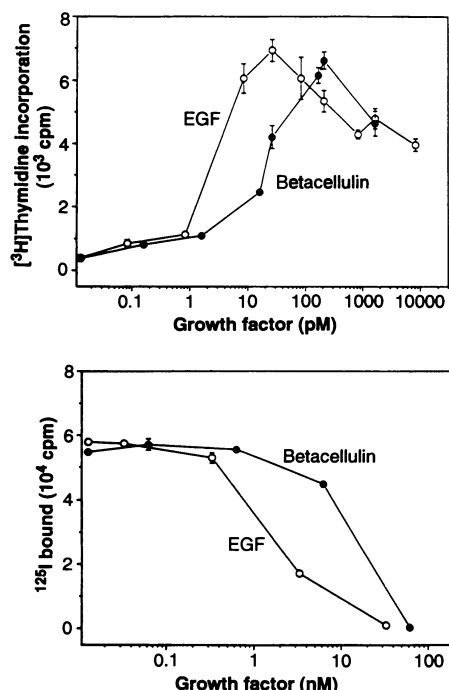 8
6
4
2
0
[³H]Thymidine incorporation
(10³ cpm)
EGF
Betacellulin
0.1 1 10 100 1000 10000
Growth factor (pM)
8
6
4
2
0
¹²⁵I bound (10⁴ cpm)
Betacellulin
EGF
0.1 1 10 100
Growth factor (nM)